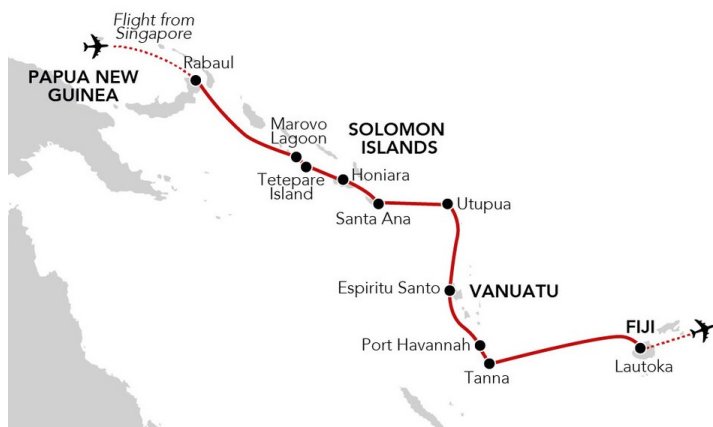 Flight from
Singapore
Rabaul
PAPUA NEW
GUINEA
Marovo
Lagoon
SOLOMON
ISLANDS
Tetepare
Island
Honiara
Santa Ana
Utupua
Espiritu Santo
VANUATU
Port Havannah
FIJI
Tanna
Lautoka